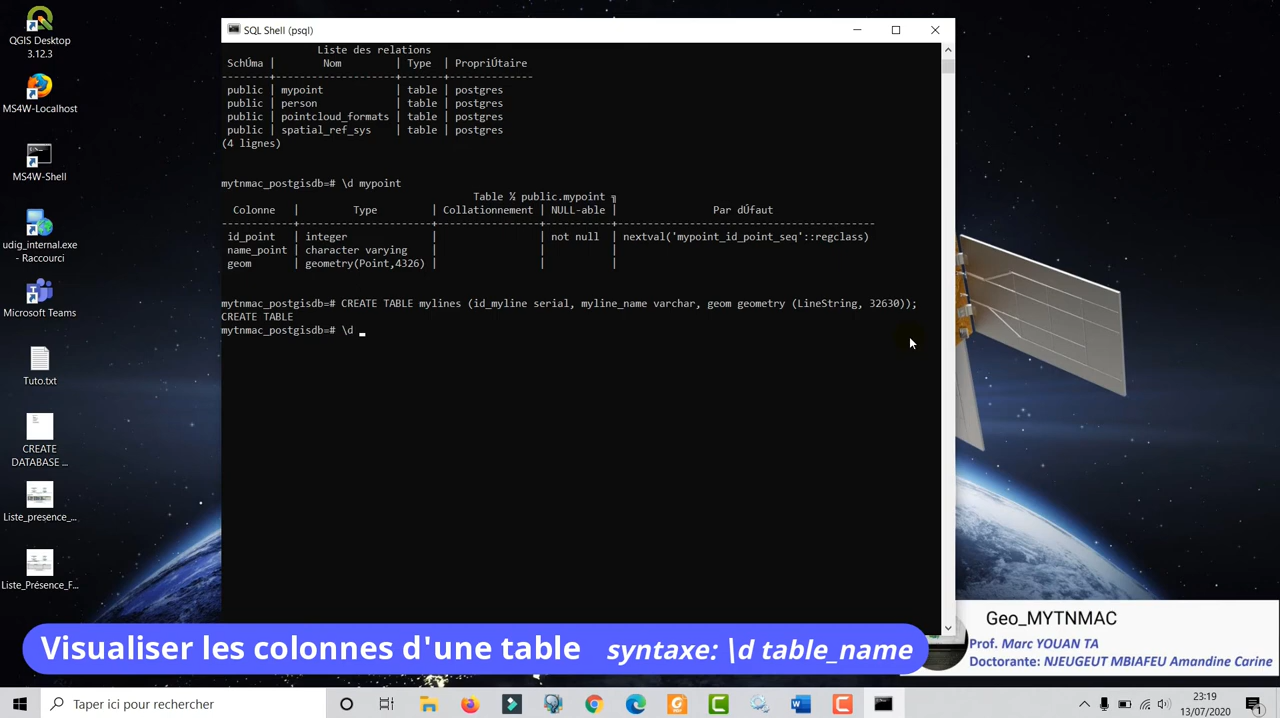 QGIS Desktop
3.12.3
MS4W-Localhost
MS4W-Shell
udig_internal.exe
- Raccourci
Microsoft Teams
Tuto.txt
CREATE
DATABASE ...
Liste_presence_...
Liste_Présence_F...
SQL Shell (psql)
Liste des relations
SchÚma | Nom | Type | PropriÚtaire
--------+--------------------+-------+--------------
public | mypoint | table | postgres
public | person | table | postgres
public | pointcloud_formats | table | postgres
public | spatial_ref_sys | table | postgres
(4 lignes)
mytnmac_postgisdb=# \d mypoint
Table ½ public.mypoint ╗
Colonne | Type | Collationnement | NULL-able | Par dÚfaut
------------+----------------------+-----------------+-----------+-------------------------------------------
id_point | integer | | not null | nextval('mypoint_id_point_seq'::regclass)
name_point | character varying | | |
geom | geometry(Point,4326) | | |
mytnmac_postgisdb=# CREATE TABLE mylines (id_myline serial, myline_name varchar, geom geometry (LineString, 32630));
CREATE TABLE
mytnmac_postgisdb=# \d _
Visualiser les colonnes d'une table syntaxe: \d table_name
Geo_MYTNMAC
Prof. Marc YOUAN TA
Doctorante: NJEUGEUT MBIAFEU Amandine Carine
Taper ici pour rechercher
23:19
13/07/2020
1